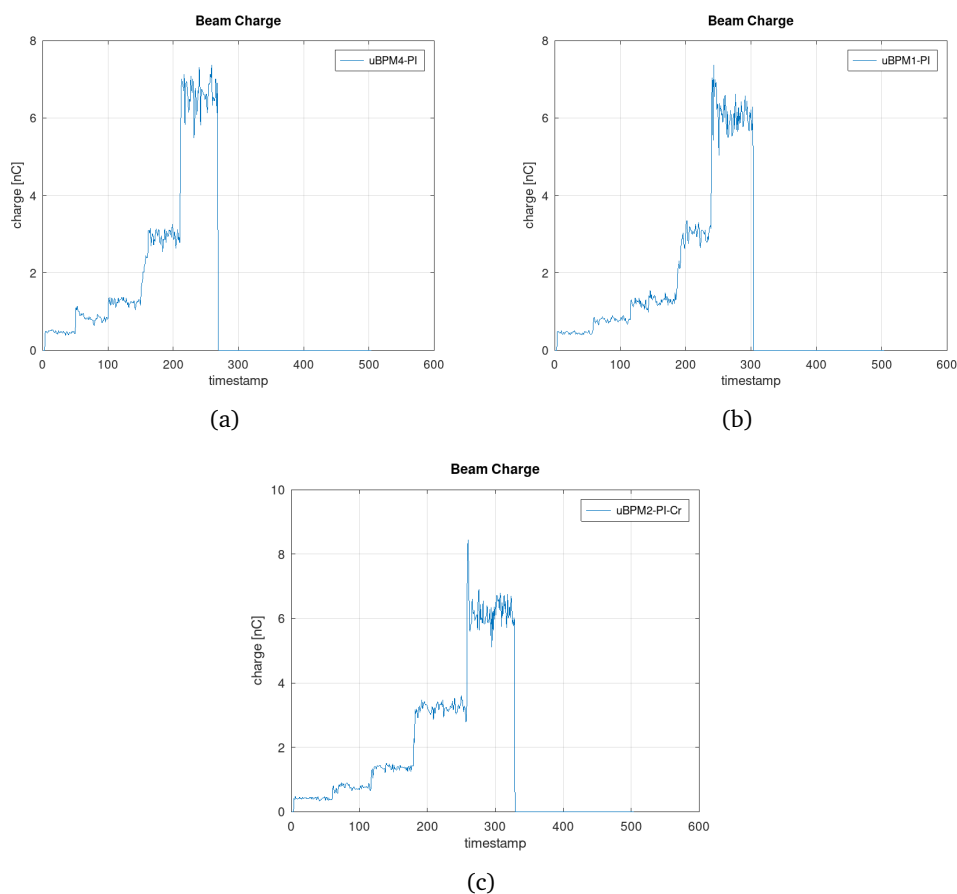 Beam Charge
uBPM4-PI
8
6
4
2
0
charge [nC]
0 100 200 300 400 500 600
timestamp
(a)
Beam Charge
uBPM1-PI
8
6
4
2
0
charge [nC]
0 100 200 300 400 500 600
timestamp
(b)
Beam Charge
uBPM2-PI-Cr
10
8
6
4
2
0
charge [nC]
0 100 200 300 400 500 600
timestamp
(c)